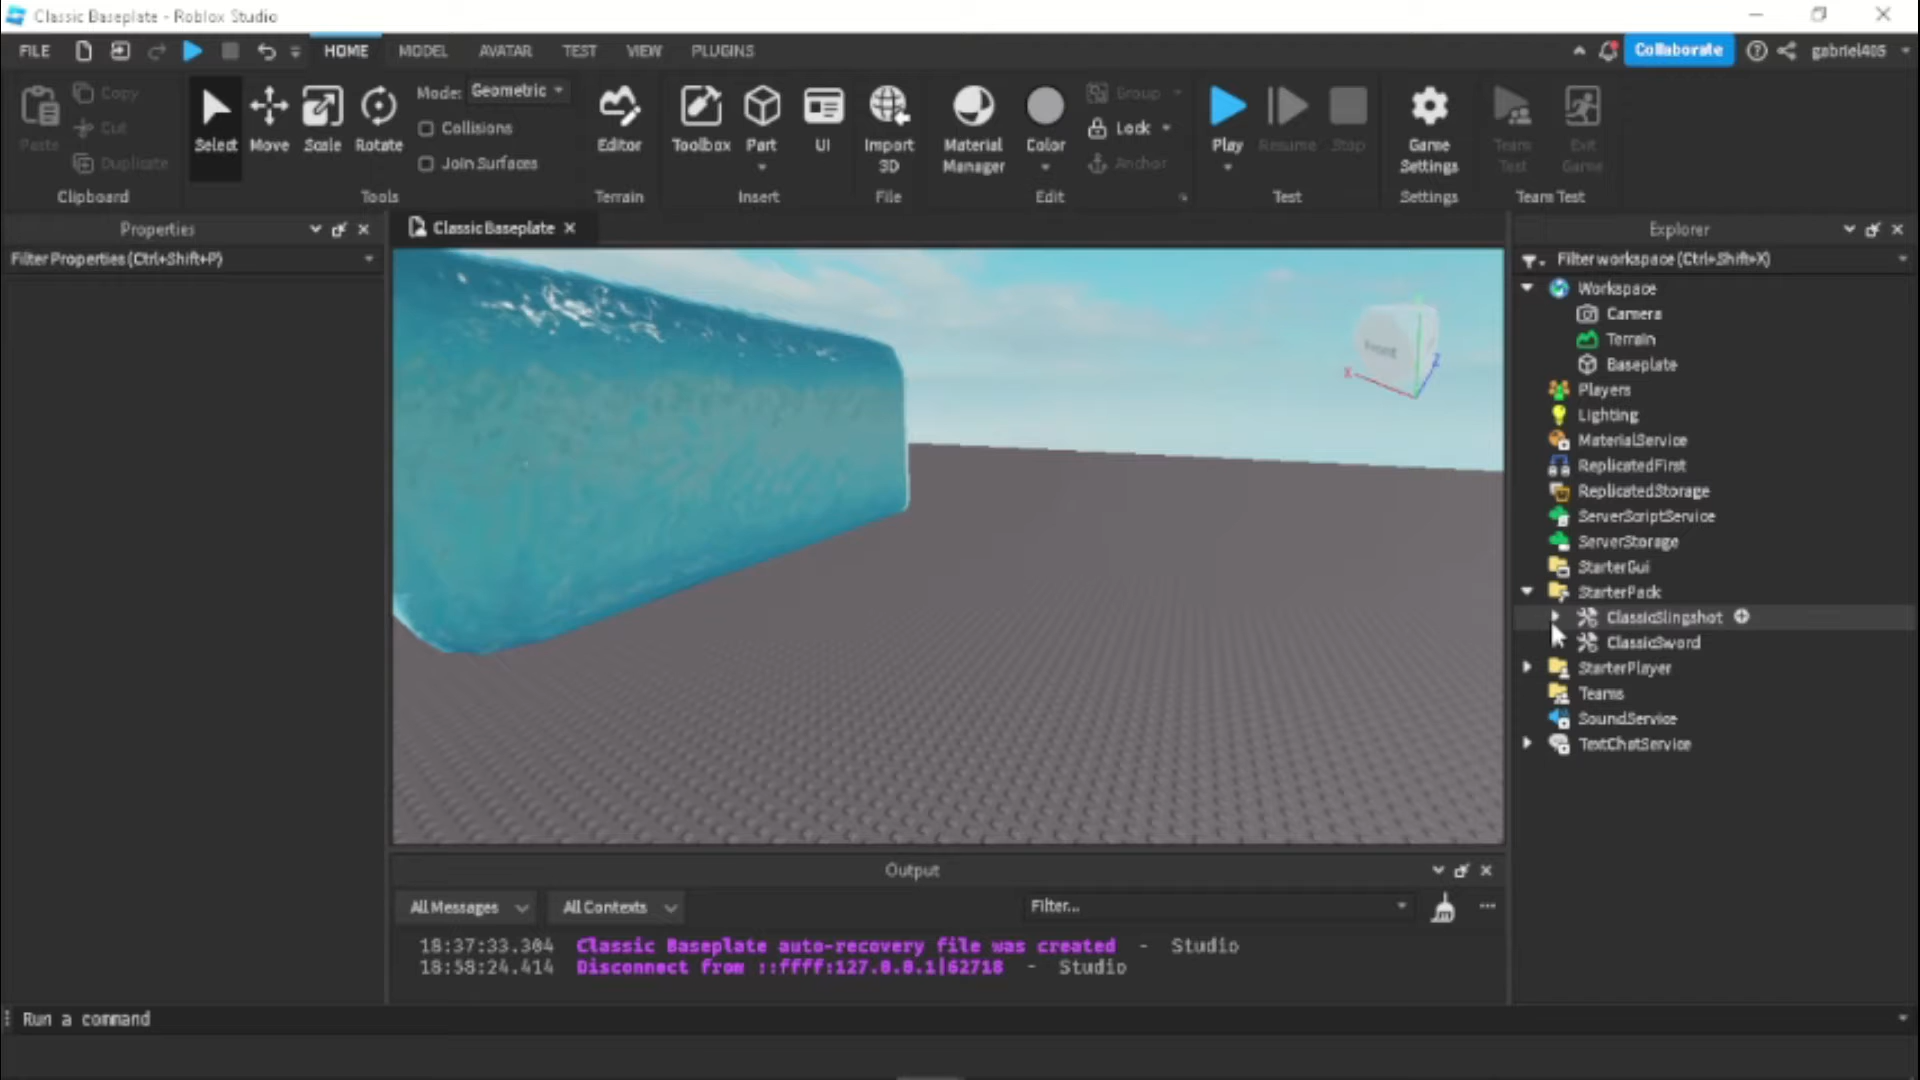 Classic Baseplate - Roblox Studio
FILE
HOME
MODEL
AVATAR
TEST
VIEW
PLUGINS
Collaborate
gabriel405
Paste
Copy
Cut
Duplicate
Clipboard
Select
Move
Scale
Rotate
Mode: Geometric
Collisions
Join Surfaces
Tools
Editor
Terrain
Toolbox
Part
UI
Insert
Import
3D
File
Material
Manager
Color
Group
Lock
Anchor
Edit
Play
Resume
Stop
Test
Game
Settings
Settings
Team
Test
Exit
Game
Team Test
Properties
Filter Properties (Ctrl+Shift+P)
Classic Baseplate
Front
X
Z
Explorer
Filter workspace (Ctrl+Shift+X)
Workspace
Camera
Terrain
Baseplate
Players
Lighting
MaterialService
ReplicatedFirst
ReplicatedStorage
ServerScriptService
ServerStorage
StarterGui
StarterPack
ClassicSlingshot
ClassicSword
StarterPlayer
Teams
SoundService
TextChatService
Output
All Messages
All Contexts
Filter...
18:37:33.304 Classic Baseplate auto-recovery file was created - Studio
18:58:24.414 Disconnect from ::ffff:127.0.0.1|62718 - Studio
Run a command